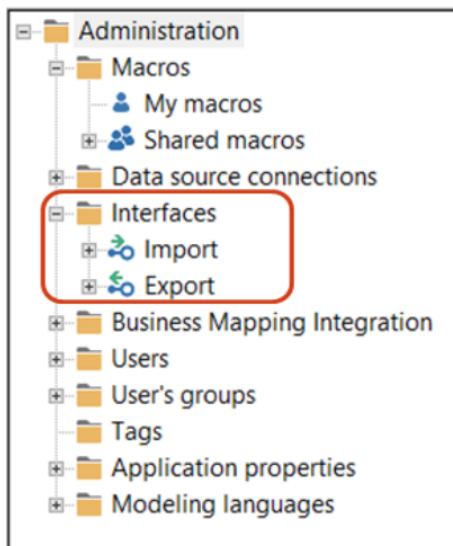 Administration
Macros
My macros
Shared macros
Data source connections
Interfaces
Import
Export
Business Mapping Integration
Users
User's groups
Tags
Application properties
Modeling languages